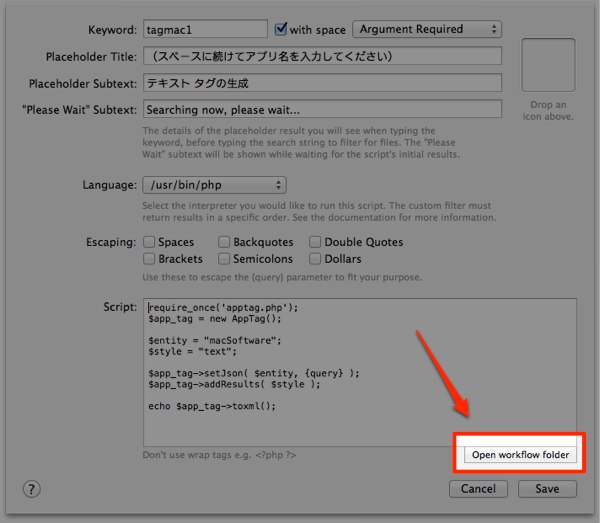 Keyword: tagmac1 with space Argument Required
Placeholder Title: （スペースに続けてアプリ名を入力してください）
Placeholder Subtext: テキスト タグの生成
"Please Wait" Subtext: Searching now, please wait...
Drop an
icon above.
The details of the placeholder result you will see when typing the
keyword, before typing the search string to filter for files. The "Please
Wait" subtext will be shown while waiting for the script's initial results.
Language: /usr/bin/php
Select the interpreter you would like to run this script. The custom filter must
return results in a specific order. See the documentation for more information.
Escaping: Spaces Backquotes Double Quotes
Brackets Semicolons Dollars
Use these to escape the {query} parameter to fit your purpose.
Script: require_once('apptag.php');
$app_tag = new AppTag();
$entity = "macSoftware";
$style = "text";
$app_tag->setJson( $entity, {query} );
$app_tag->addResults( $style );
echo $app_tag->toxml();
Don't use wrap tags e.g. <?php ?>
Open workflow folder
? Cancel Save